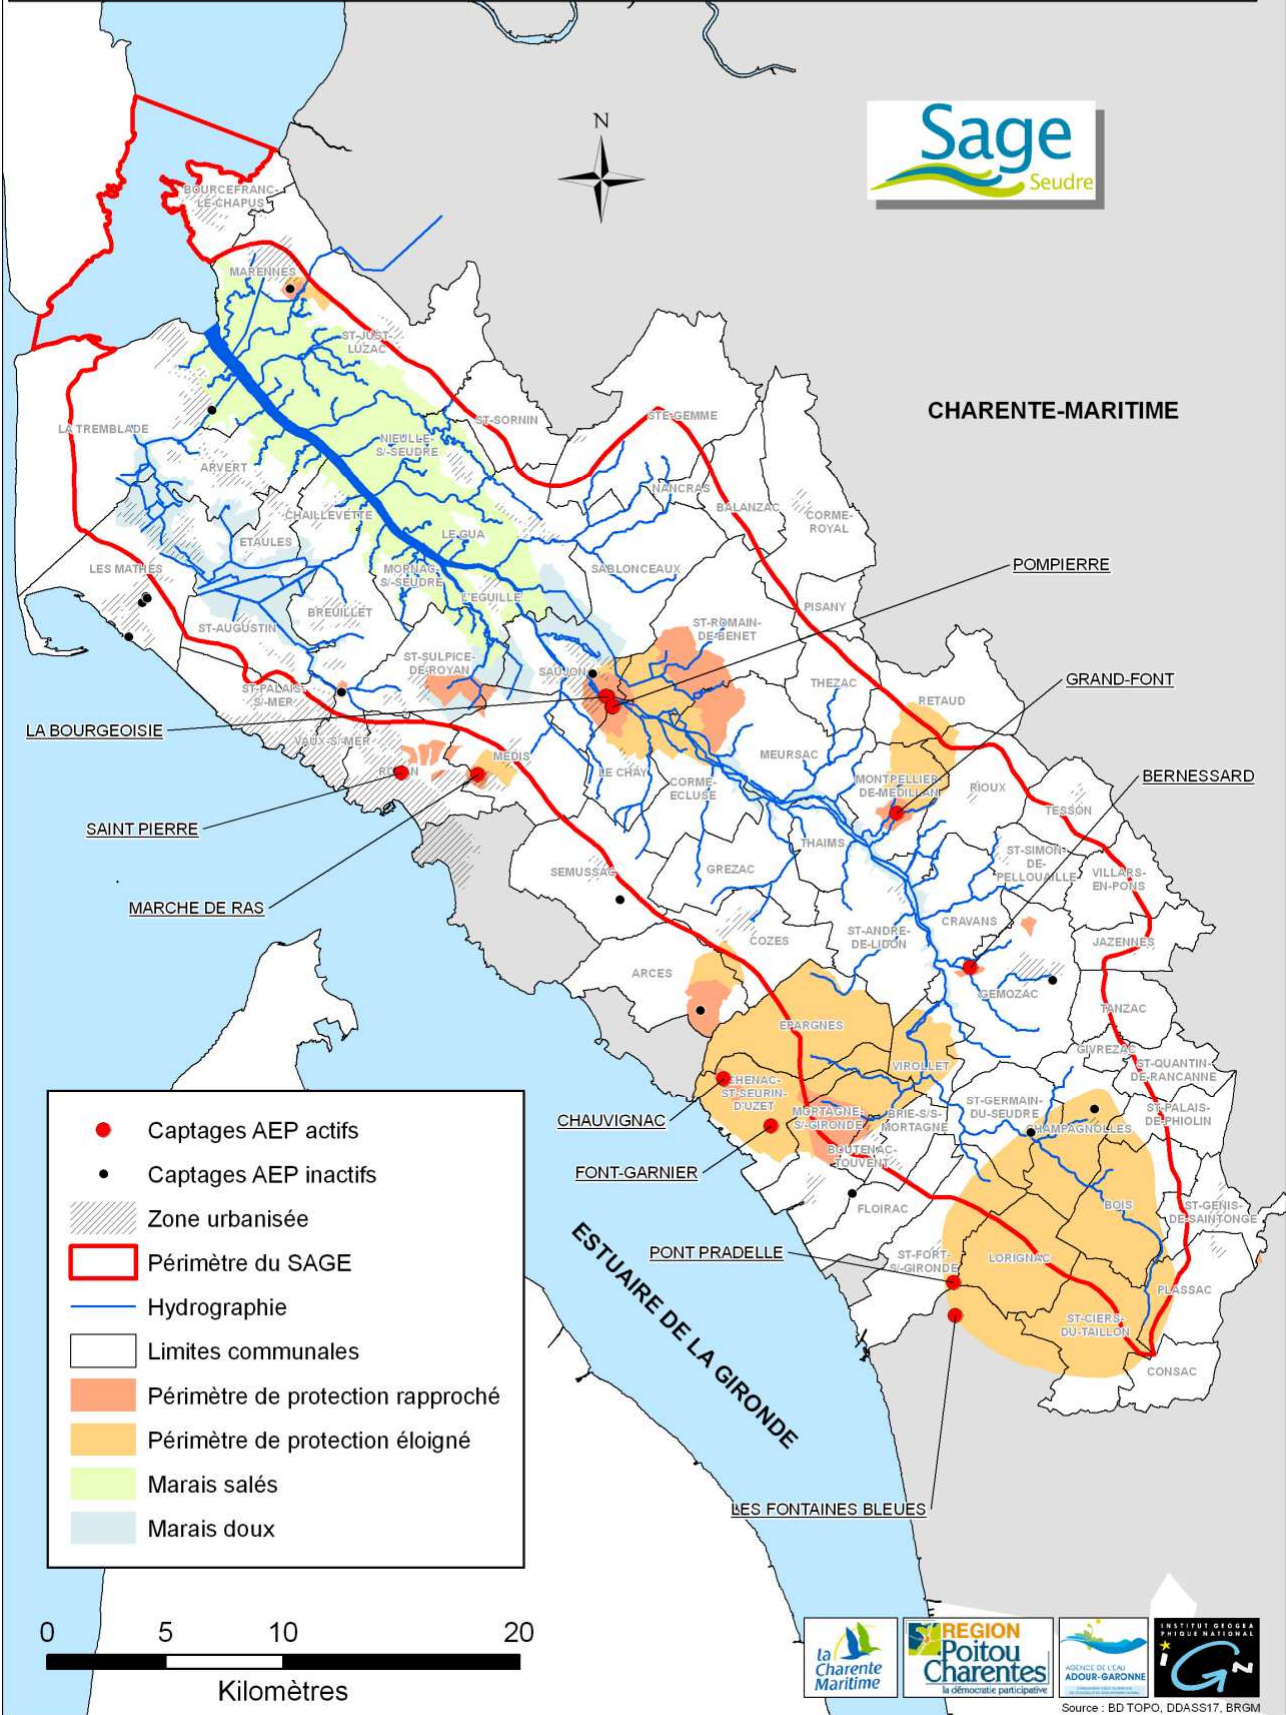 N
Sage
Seudre
BOURCEFRANC-
LE-CHAPUS
MARENNES
ST-JUST-
LUZAC
ST-SORNIN
STE-GEMME
CHARENTE-MARITIME
LA TREMBLADE
NIEULLE-
S/-SEUDRE
ARVERT
NANCRAS
BALANZAC
CORME-
ROYAL
CHAILLEVETTE
ETAULES
LE GUA
LES MATHES
MORNAC-
S/-SEUDRE
SABLONCEAUX
POMPIERRE
L'EGUILLE
BREUILLET
PISANY
ST-AUGUSTIN
ST-ROMAIN-
DE-BENET
ST-SULPICE-
DE-ROYAN
SAUJON
THEZAC
GRAND-FONT
ST-PALAIS-
S/-MER
RETAUD
LA BOURGEOISIE
VAUX-S/-MER
MEDIS
MEURSAC
ROYAN
LE CHAY
CORME-
ECLUSE
MONTPELLIER-
DE-MEDILLAN
RIOUX
BERNESSARD
TESSON
SAINT PIERRE
THAIMS
ST-SIMON-
DE-
PELLOUAILLE
SEMUSSAC
GREZAC
VILLARS-
EN-PONS
MARCHE DE RAS
CRAVANS
COZES
ST-ANDRE-
DE-LIDON
JAZENNES
ARCES
GEMOZAC
TANZAC
EPARGNES
GIVREZAC
VIROLLET
ST-QUANTIN-
DE-RANCANNE
CHENAC-
ST-SEURIN-
D'UZET
ST-GERMAIN-
DU-SEUDRE
CHAUVIGNAC
MORTAGNE-
S/-GIRONDE
BRIE-S/S-
MORTAGNE
CHAMPAGNOLLES
ST-PALAIS-
DE-PHIOLIN
FONT-GARNIER
BOUTENAC-
TOUVENT
FLOIRAC
BOIS
ST-GENIS-
DE-SAINTONGE
PONT PRADELLE
ST-FORT-
S/-GIRONDE
LORIGNAC
PLASSAC
ST-CIERS-
DU-TAILLON
CONSAC
ESTUAIRE DE LA GIRONDE
LES FONTAINES BLEUES
Captages AEP actifs
Captages AEP inactifs
Zone urbanisée
Périmètre du SAGE
Hydrographie
Limites communales
Périmètre de protection rapproché
Périmètre de protection éloigné
Marais salés
Marais doux
0 5 10 20
Kilomètres
la
Charente
Maritime
REGION
Poitou
Charentes
la démocratie participative
AGENCE DE L'EAU
ADOUR-GARONNE
INSTITUT GEOGRA
PHIQUE NATIONAL
IGN
Source : BD TOPO, DDASS17, BRGM